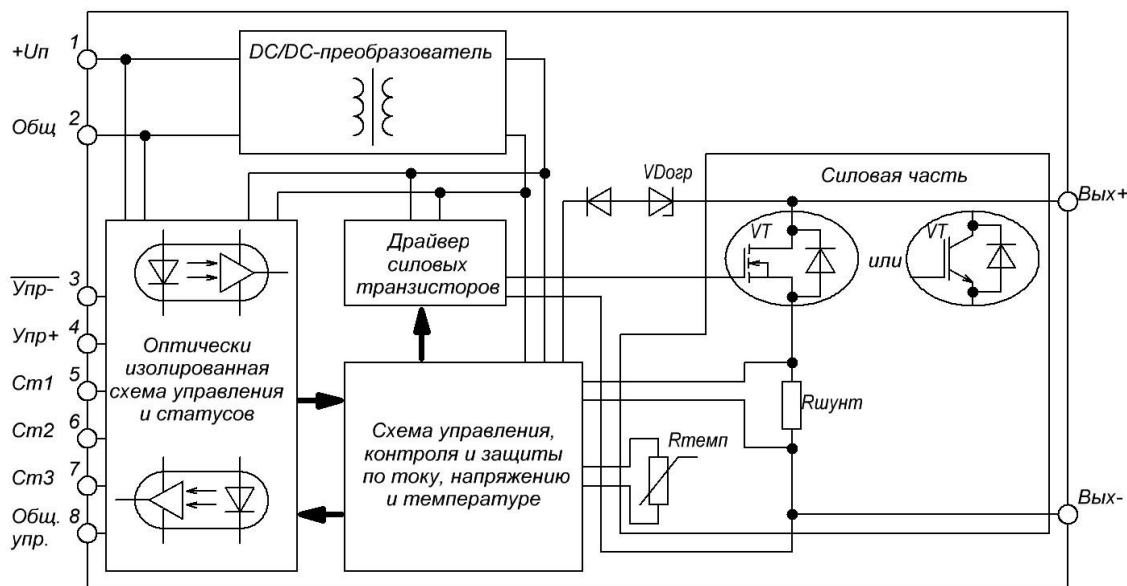 +Uп
1
DC/DC-преобразователь
Общ
2
VDогр
Силовая часть
Вых+
Драйвер
силовых
транзисторов
VT
или
VT
Упр-
3
Упр+
4
Оптически
изолированная
схема управления
и статусов
Ст1
5
Ст2
6
Ст3
7
Общ.
упр.
8
Схема управления,
контроля и защиты
по току, напряжению
и температуре
Rшунт
Rтемп
Вых-